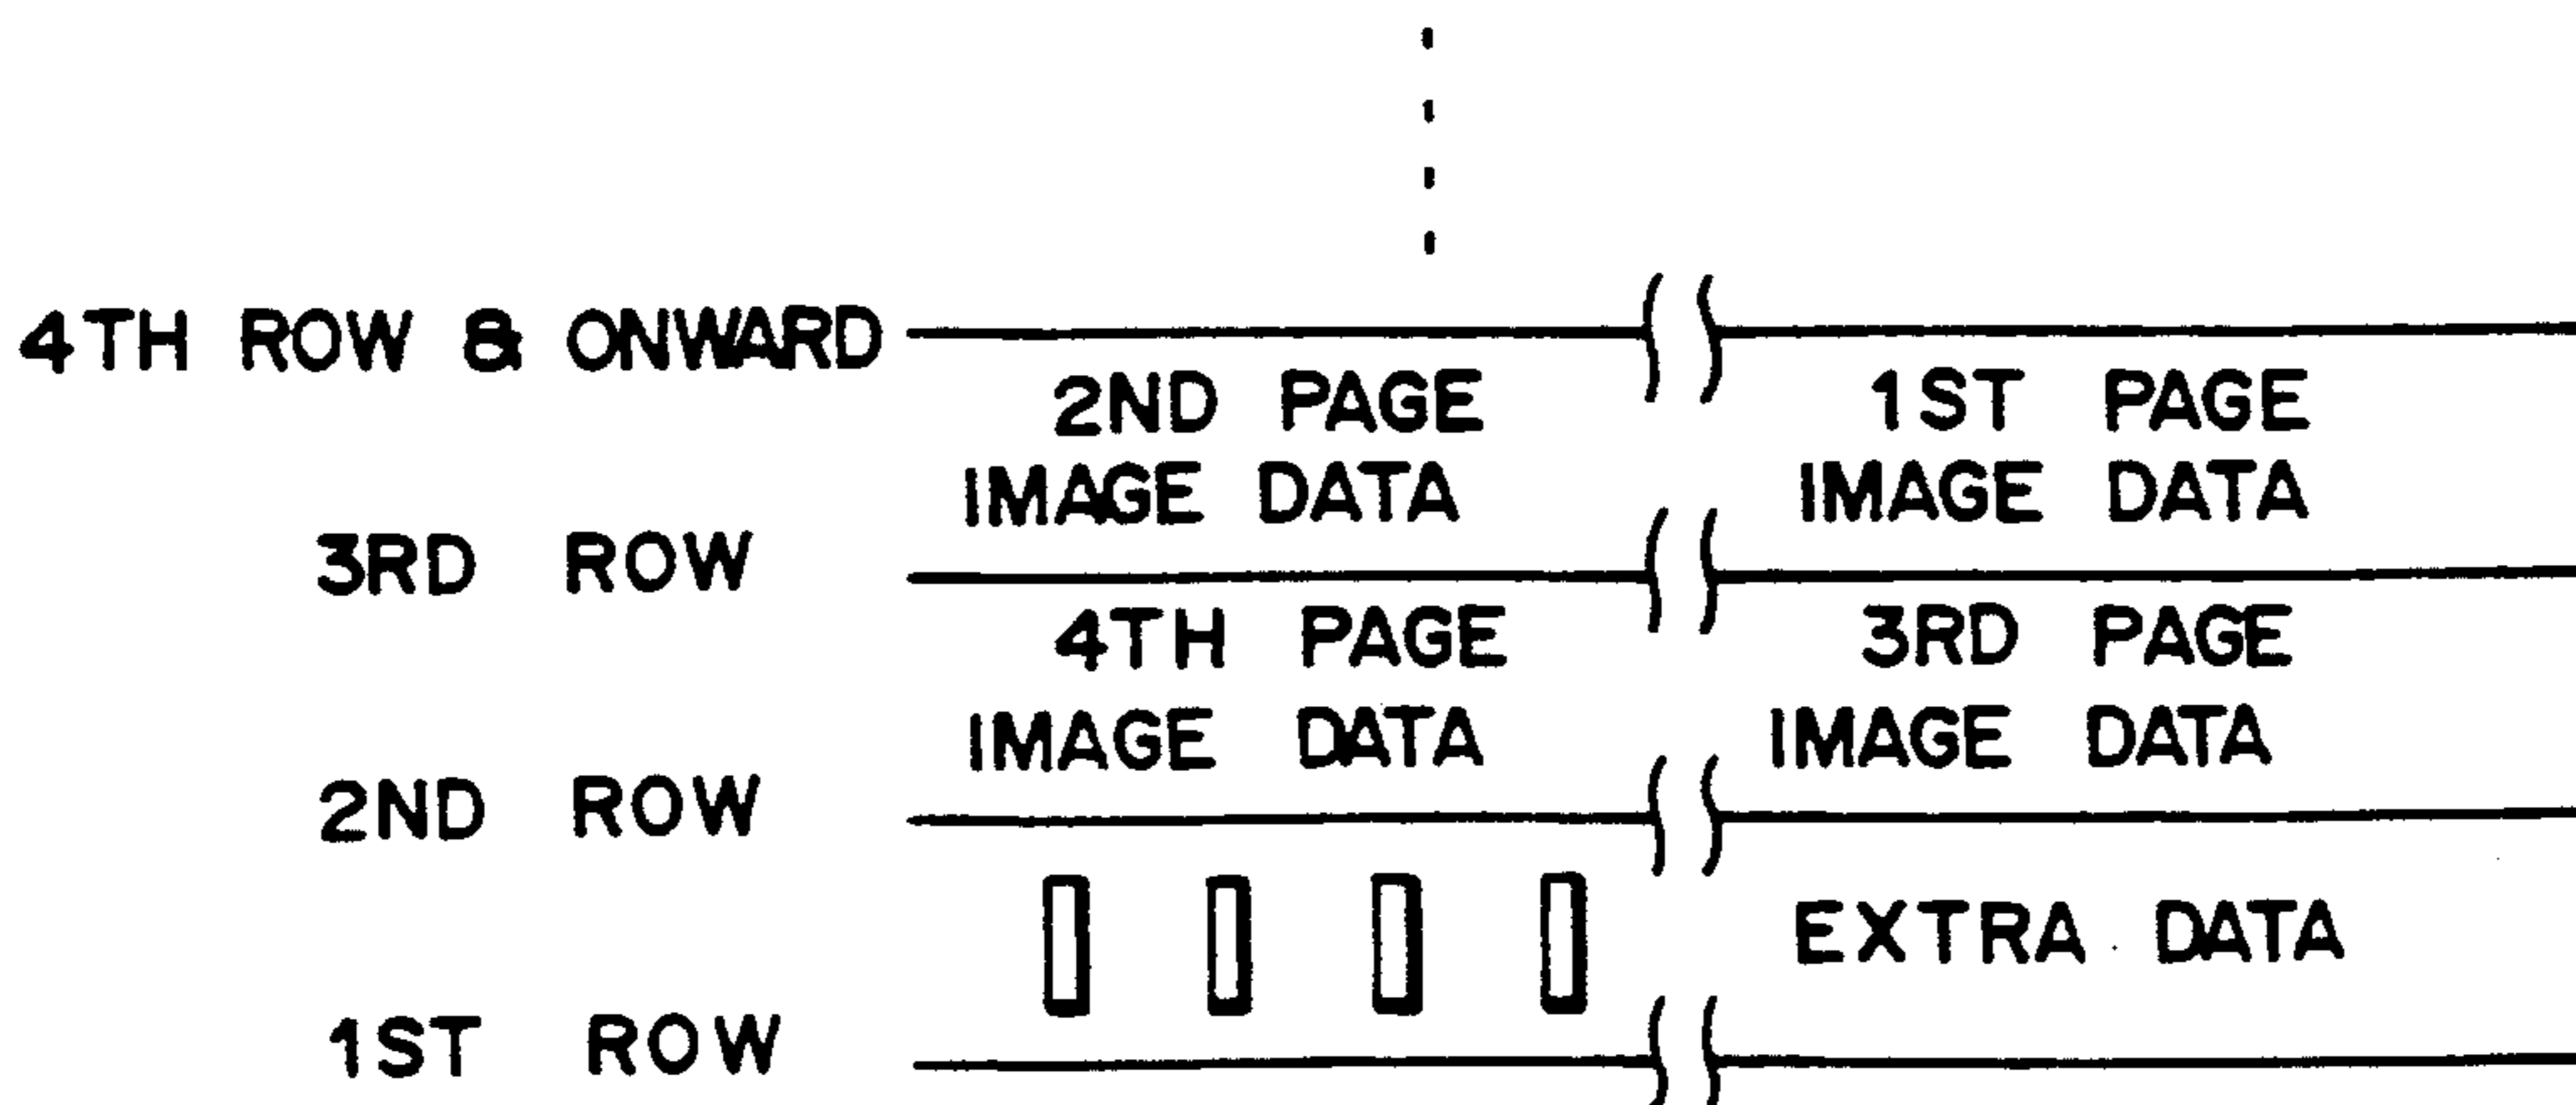 4TH ROW & ONWARD
2ND PAGE 1ST PAGE
IMAGE DATA IMAGE DATA
3RD ROW
4TH PAGE 3RD PAGE
IMAGE DATA IMAGE DATA
2ND ROW
EXTRA DATA
1ST ROW